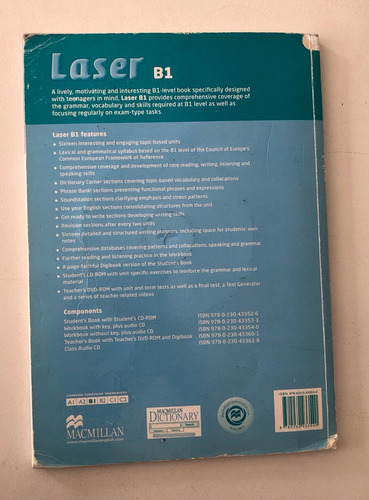 Laser B1
A lively, motivating and interesting B1-level book specifically designed
with teenagers in mind, Laser B1 provides comprehensive coverage of
the grammar, vocabulary and skills required at B1 level as well as
focusing regularly on exam-type tasks.
Laser B1 features
• Sixteen interesting and engaging topic-based units
• Lexical and grammatical syllabus based on the B1 level of the Council of Europe's
Common European Framework of Reference
• Comprehensive coverage and development of core reading, writing, listening and
speaking skills
• Dictionary Corner sections covering topic-based vocabulary and collocations
• Phrase Bank! sections presenting functional phrases and expressions
• Soundstation sections clarifying emphasis and stress patterns
• Use your English sections consolidating structures from the unit
• Get ready to write sections developing writing skills
• Revision sections after every two units
• Sixteen detailed and structured writing planners, including space for students' own
notes
• Comprehensive databases covering patterns and collocations, speaking and grammar
• Further reading and listening practice in the Workbook
• A page-faithful Digibook version of the Student's Book
• Student's CD-ROM with unit specific exercises to reinforce the grammar and lexical
material
• Teacher's DVD-ROM with unit and term tests as well as a final test, a Test Generator
and a series of teacher related videos
Components
Student's Book with Student's CD-ROM ISBN 978-0-230-43352-6
Workbook with key, plus audio CD ISBN 978-0-230-43353-3
Workbook without key, plus audio CD ISBN 978-0-230-43354-0
Teacher's Book with Teacher's DVD-ROM and Digibook ISBN 978-0-230-43360-1
Class Audio CD ISBN 978-0-230-43361-8
COMMON EUROPEAN FRAMEWORK
A1 A2 B1 B2 C1 C2
MACMILLAN
www.macmillanenglish.com
MACMILLAN
DICTIONARY